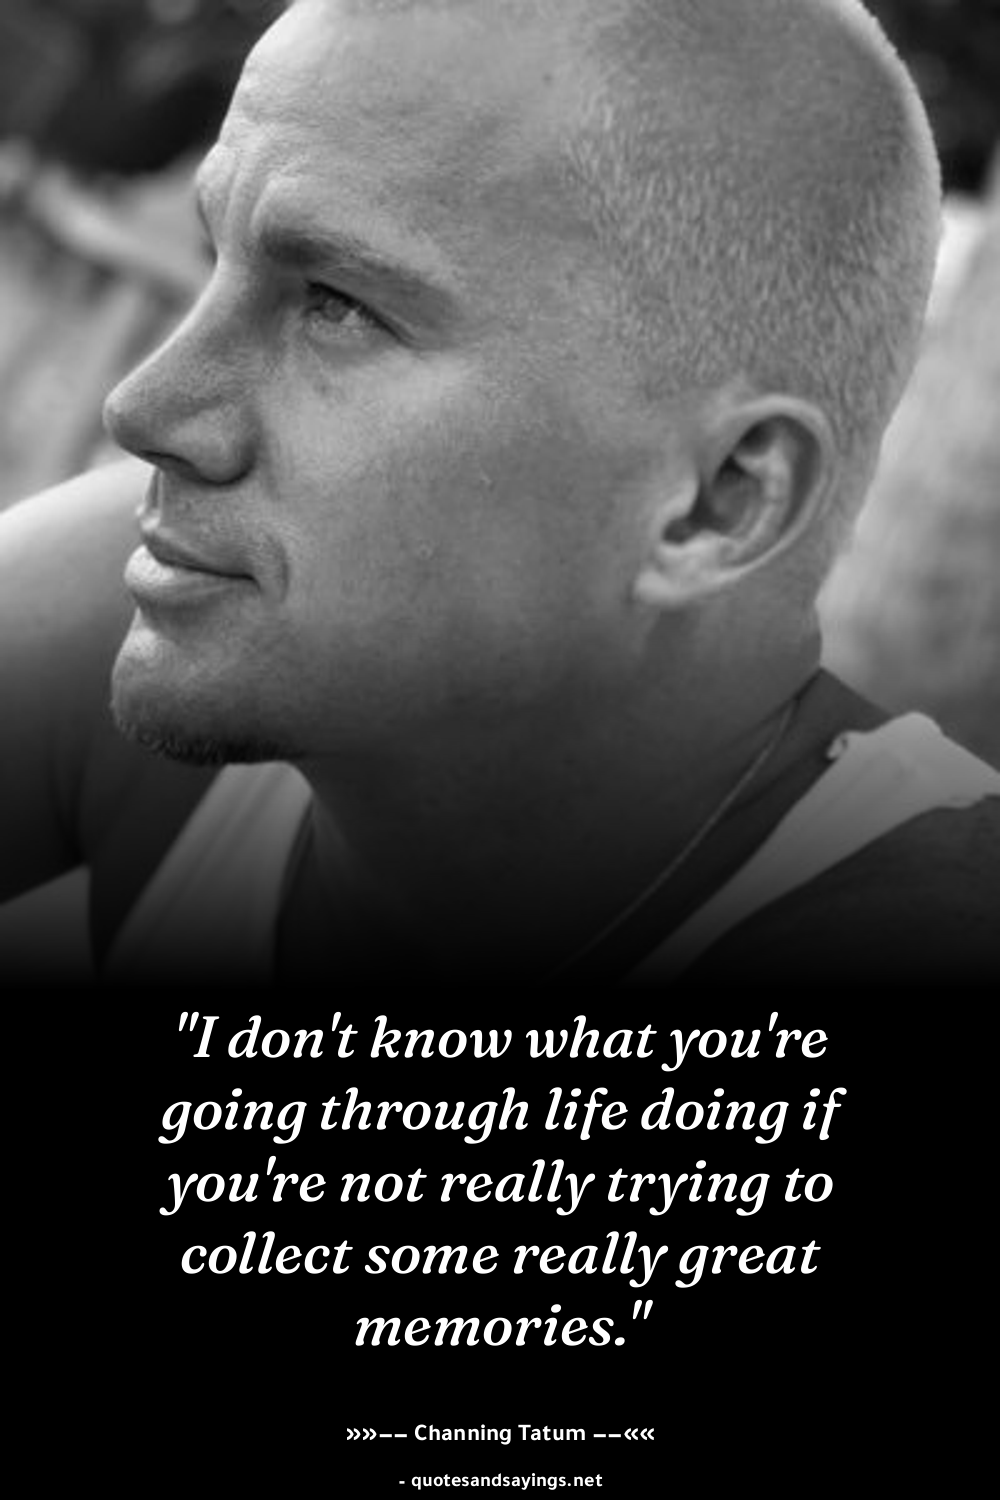 "I don't know what you're
going through life doing if
you're not really trying to
collect some really great
memories."
»»–– Channing Tatum ––««
- quotesandsayings.net